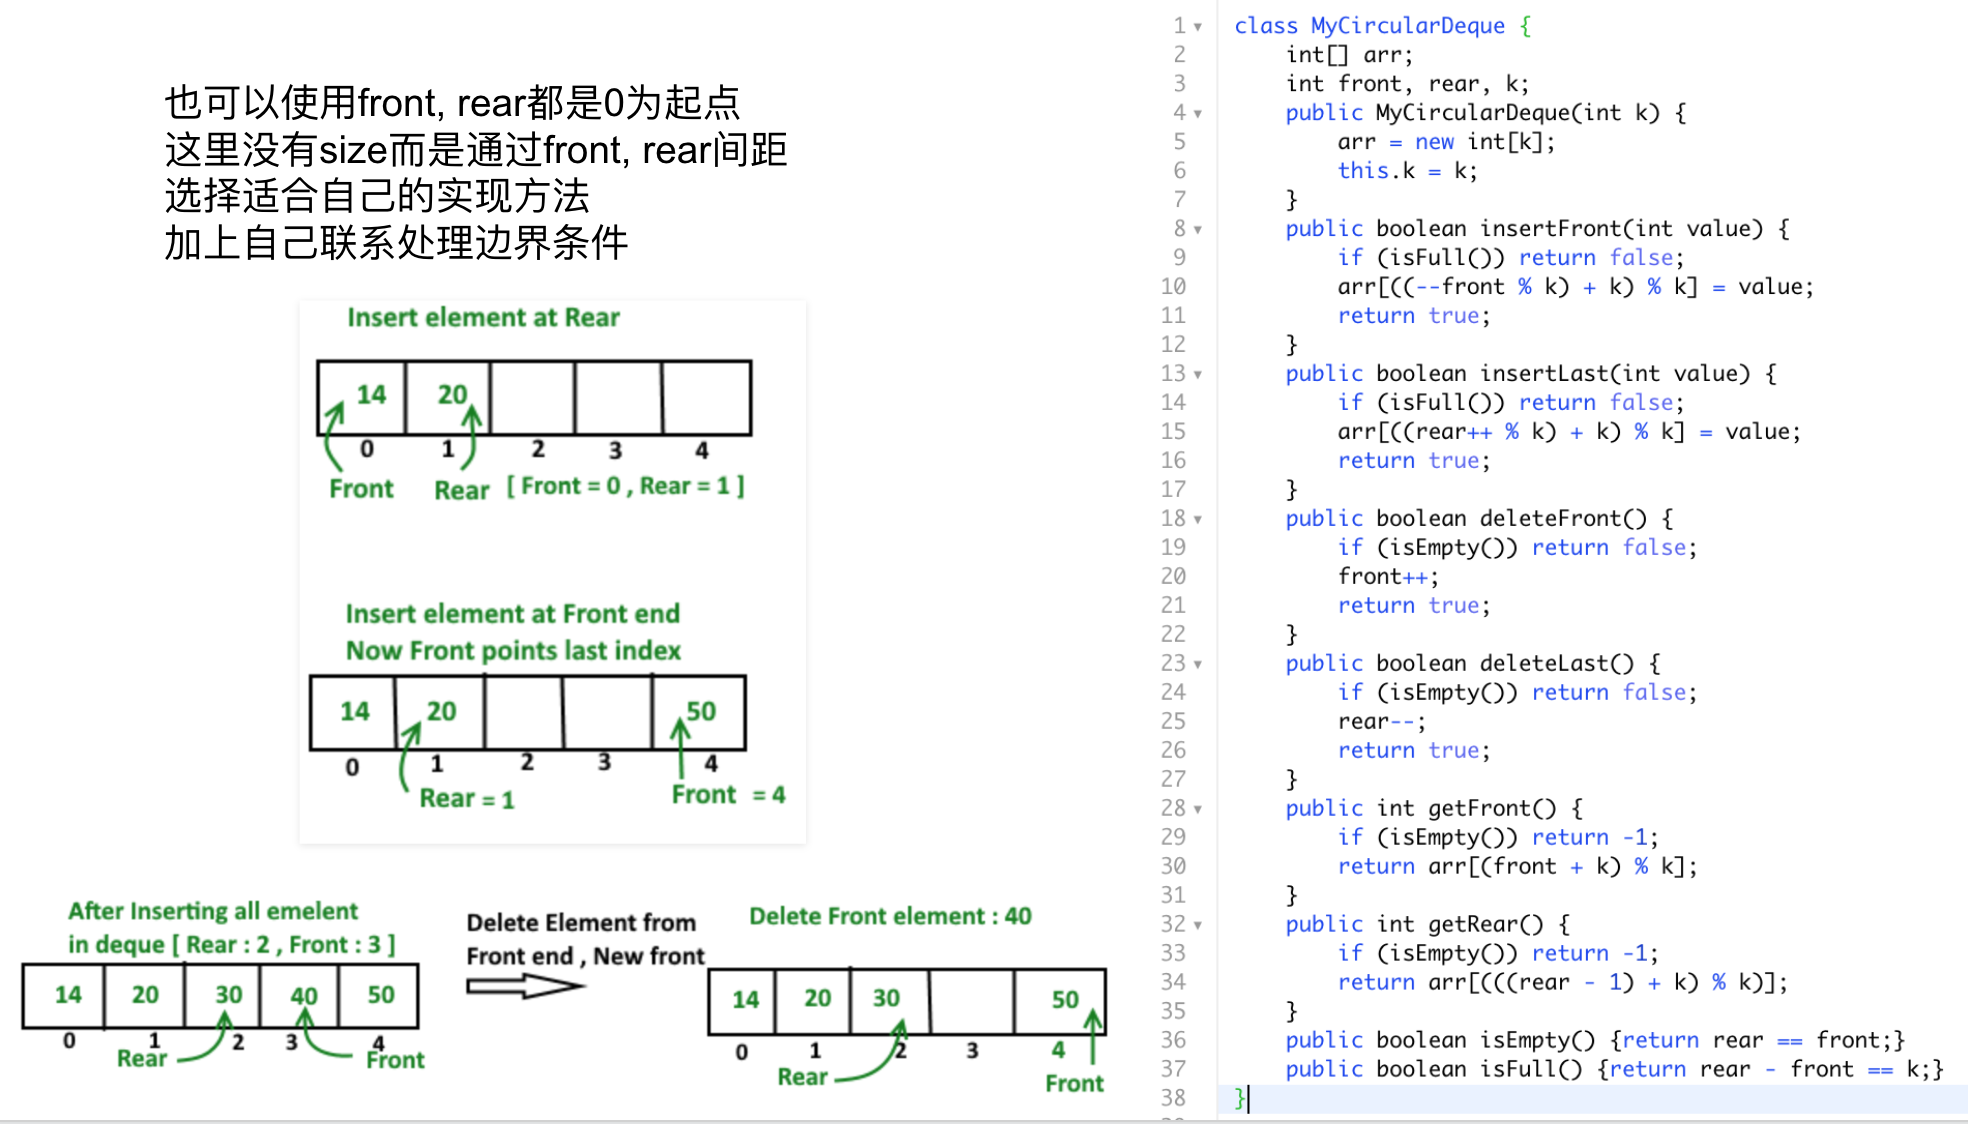 也可以使用front, rear都是0为起点
这里没有size而是通过front, rear间距
选择适合自己的实现方法
加上自己联系处理边界条件
Insert element at Rear
14 20
0 1 2 3 4
Front Rear [ Front = 0 , Rear = 1 ]
Insert element at Front end
Now Front points last index
14 20 50
0 1 2 3 4
Rear = 1 Front = 4
After Inserting all emelent
in deque [ Rear : 2 , Front : 3 ]
14 20 30 40 50
0 1 2 3 4
Rear Front
Delete Element from
Front end , New front
Delete Front element : 40
14 20 30 50
0 1 2 3 4
Rear Front
1 class MyCircularDeque {
2 int[] arr;
3 int front, rear, k;
4 public MyCircularDeque(int k) {
5 arr = new int[k];
6 this.k = k;
7 }
8 public boolean insertFront(int value) {
9 if (isFull()) return false;
10 arr[((--front % k) + k) % k] = value;
11 return true;
12 }
13 public boolean insertLast(int value) {
14 if (isFull()) return false;
15 arr[((rear++ % k) + k) % k] = value;
16 return true;
17 }
18 public boolean deleteFront() {
19 if (isEmpty()) return false;
20 front++;
21 return true;
22 }
23 public boolean deleteLast() {
24 if (isEmpty()) return false;
25 rear--;
26 return true;
27 }
28 public int getFront() {
29 if (isEmpty()) return -1;
30 return arr[(front + k) % k];
31 }
32 public int getRear() {
33 if (isEmpty()) return -1;
34 return arr[(((rear - 1) + k) % k)];
35 }
36 public boolean isEmpty() {return rear == front;}
37 public boolean isFull() {return rear - front == k;}
38 }